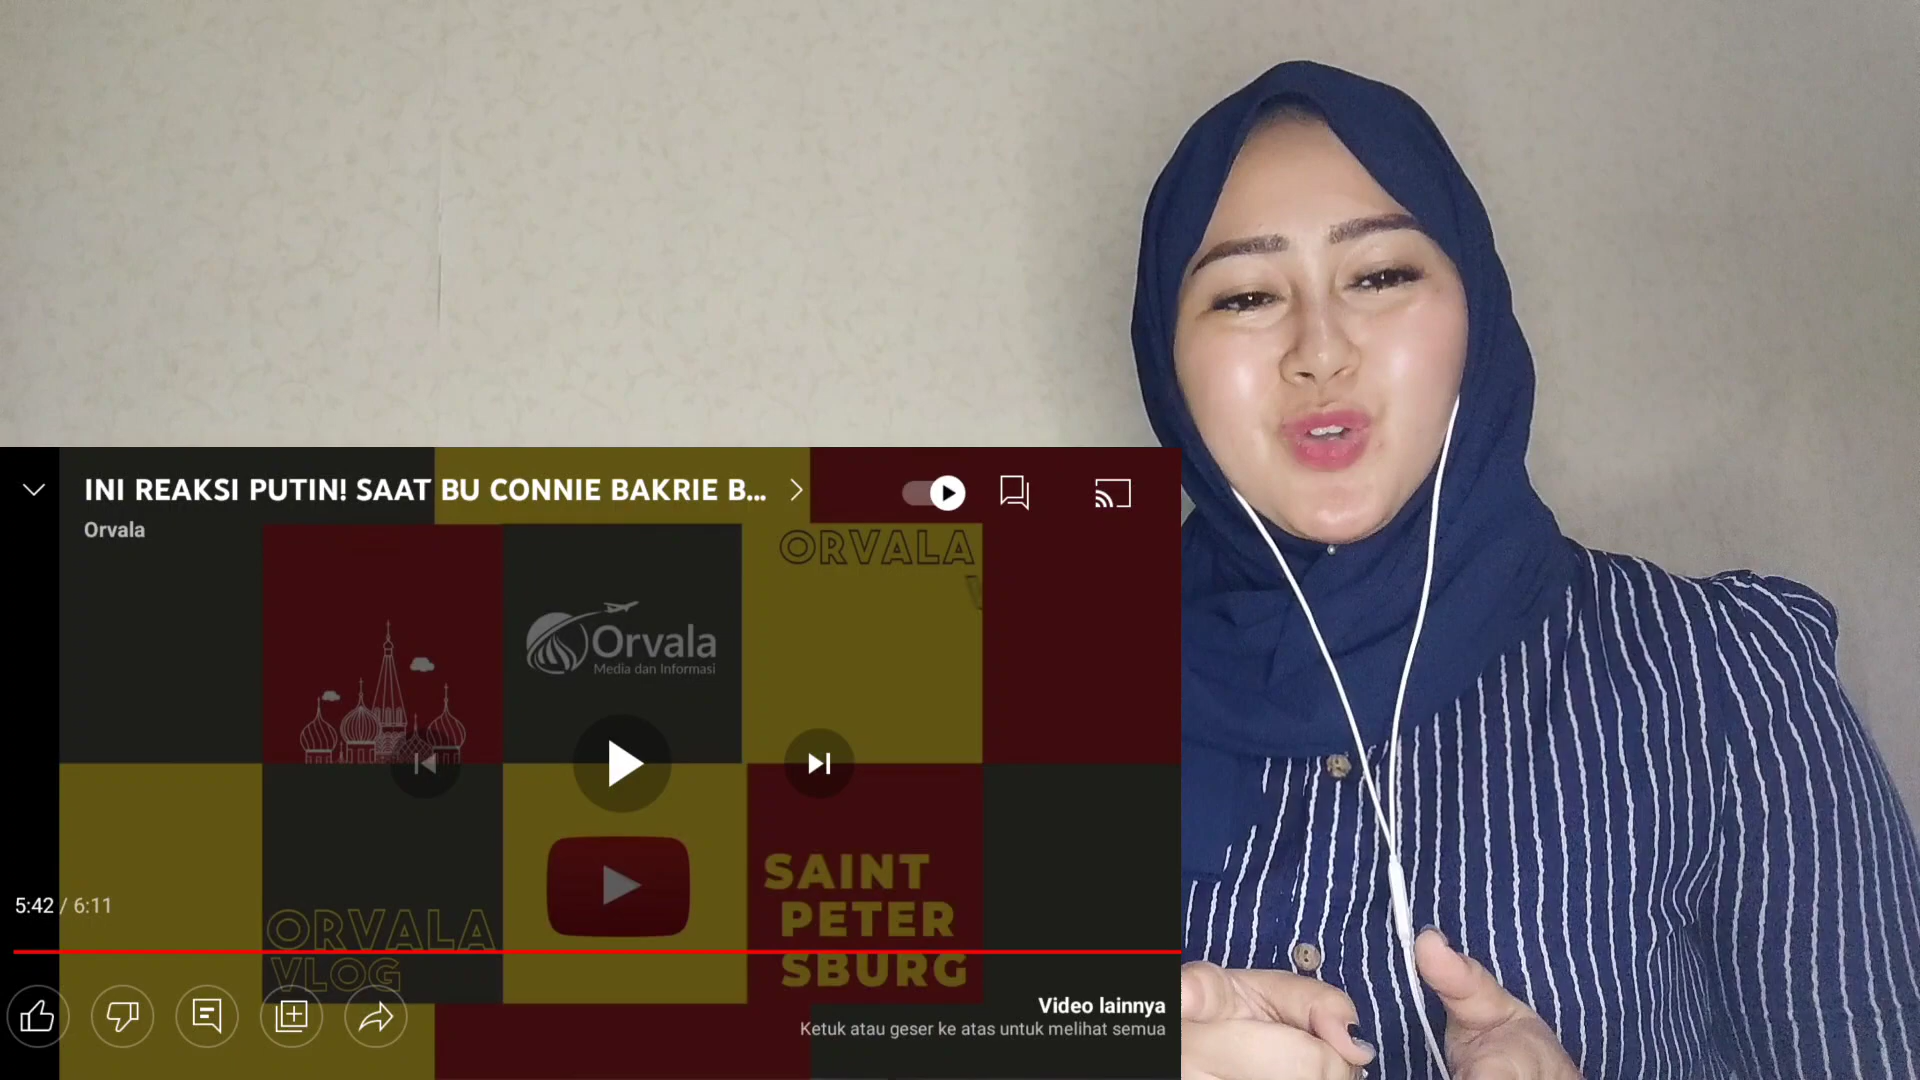 INI REAKSI PUTIN! SAAT BU CONNIE BAKRIE B...
Orvala
ORVALA
Orvala
Media dan Informasi
SAINT
PETER
SBURG
5:42 / 6:11
ORVALA
VLOG
Video lainnya
Ketuk atau geser ke atas untuk melihat semua